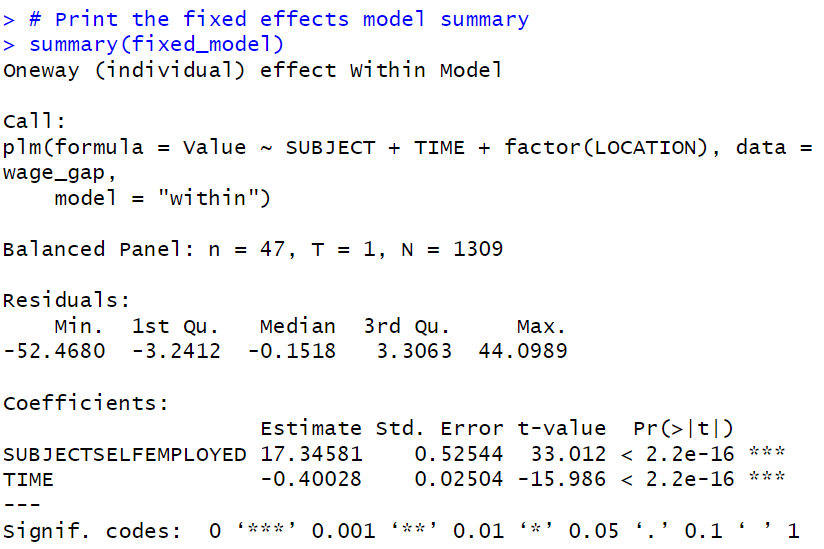 > # Print the fixed effects model summary
> summary(fixed_model)
Oneway (individual) effect Within Model
Call:
plm(formula = Value ~ SUBJECT + TIME + factor(LOCATION), data =
wage_gap,
    model = "within")
Balanced Panel: n = 47, T = 1, N = 1309
Residuals:
    Min.  1st Qu.   Median  3rd Qu.     Max.
-52.4680  -3.2412  -0.1518   3.3063  44.0989
Coefficients:
                    Estimate Std. Error t-value  Pr(>|t|)
SUBJECTSELFEMPLOYED 17.34581    0.52544  33.012 < 2.2e-16 ***
TIME                -0.40028    0.02504 -15.986 < 2.2e-16 ***
---
Signif. codes:  0 ‘***’ 0.001 ‘**’ 0.01 ‘*’ 0.05 ‘.’ 0.1 ‘ ’ 1